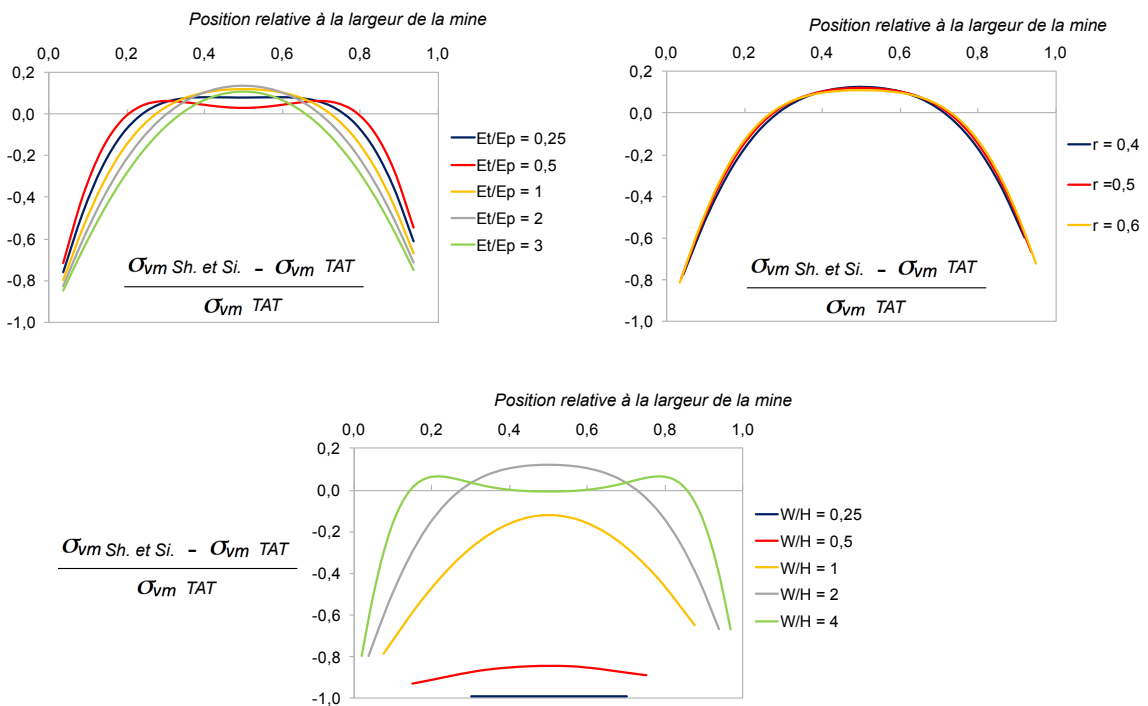 Position relative à la largeur de la mine
0,0 0,2 0,4 0,6 0,8 1,0
0,2
0,0
-0,2
-0,4
-0,6
-0,8
-1,0
Et/Ep = 0,25
Et/Ep = 0,5
Et/Ep = 1
Et/Ep = 2
Et/Ep = 3
σvm Sh. et Si. - σvm TAT
σvm TAT
Position relative à la largeur de la mine
0,0 0,2 0,4 0,6 0,8 1,0
0,2
0,0
-0,2
-0,4
-0,6
-0,8
-1,0
r = 0,4
r =0,5
r = 0,6
σvm Sh. et Si. - σvm TAT
σvm TAT
Position relative à la largeur de la mine
0,0 0,2 0,4 0,6 0,8 1,0
0,2
0,0
-0,2
-0,4
-0,6
-0,8
-1,0
σvm Sh. et Si. - σvm TAT
σvm TAT
W/H = 0,25
W/H = 0,5
W/H = 1
W/H = 2
W/H = 4